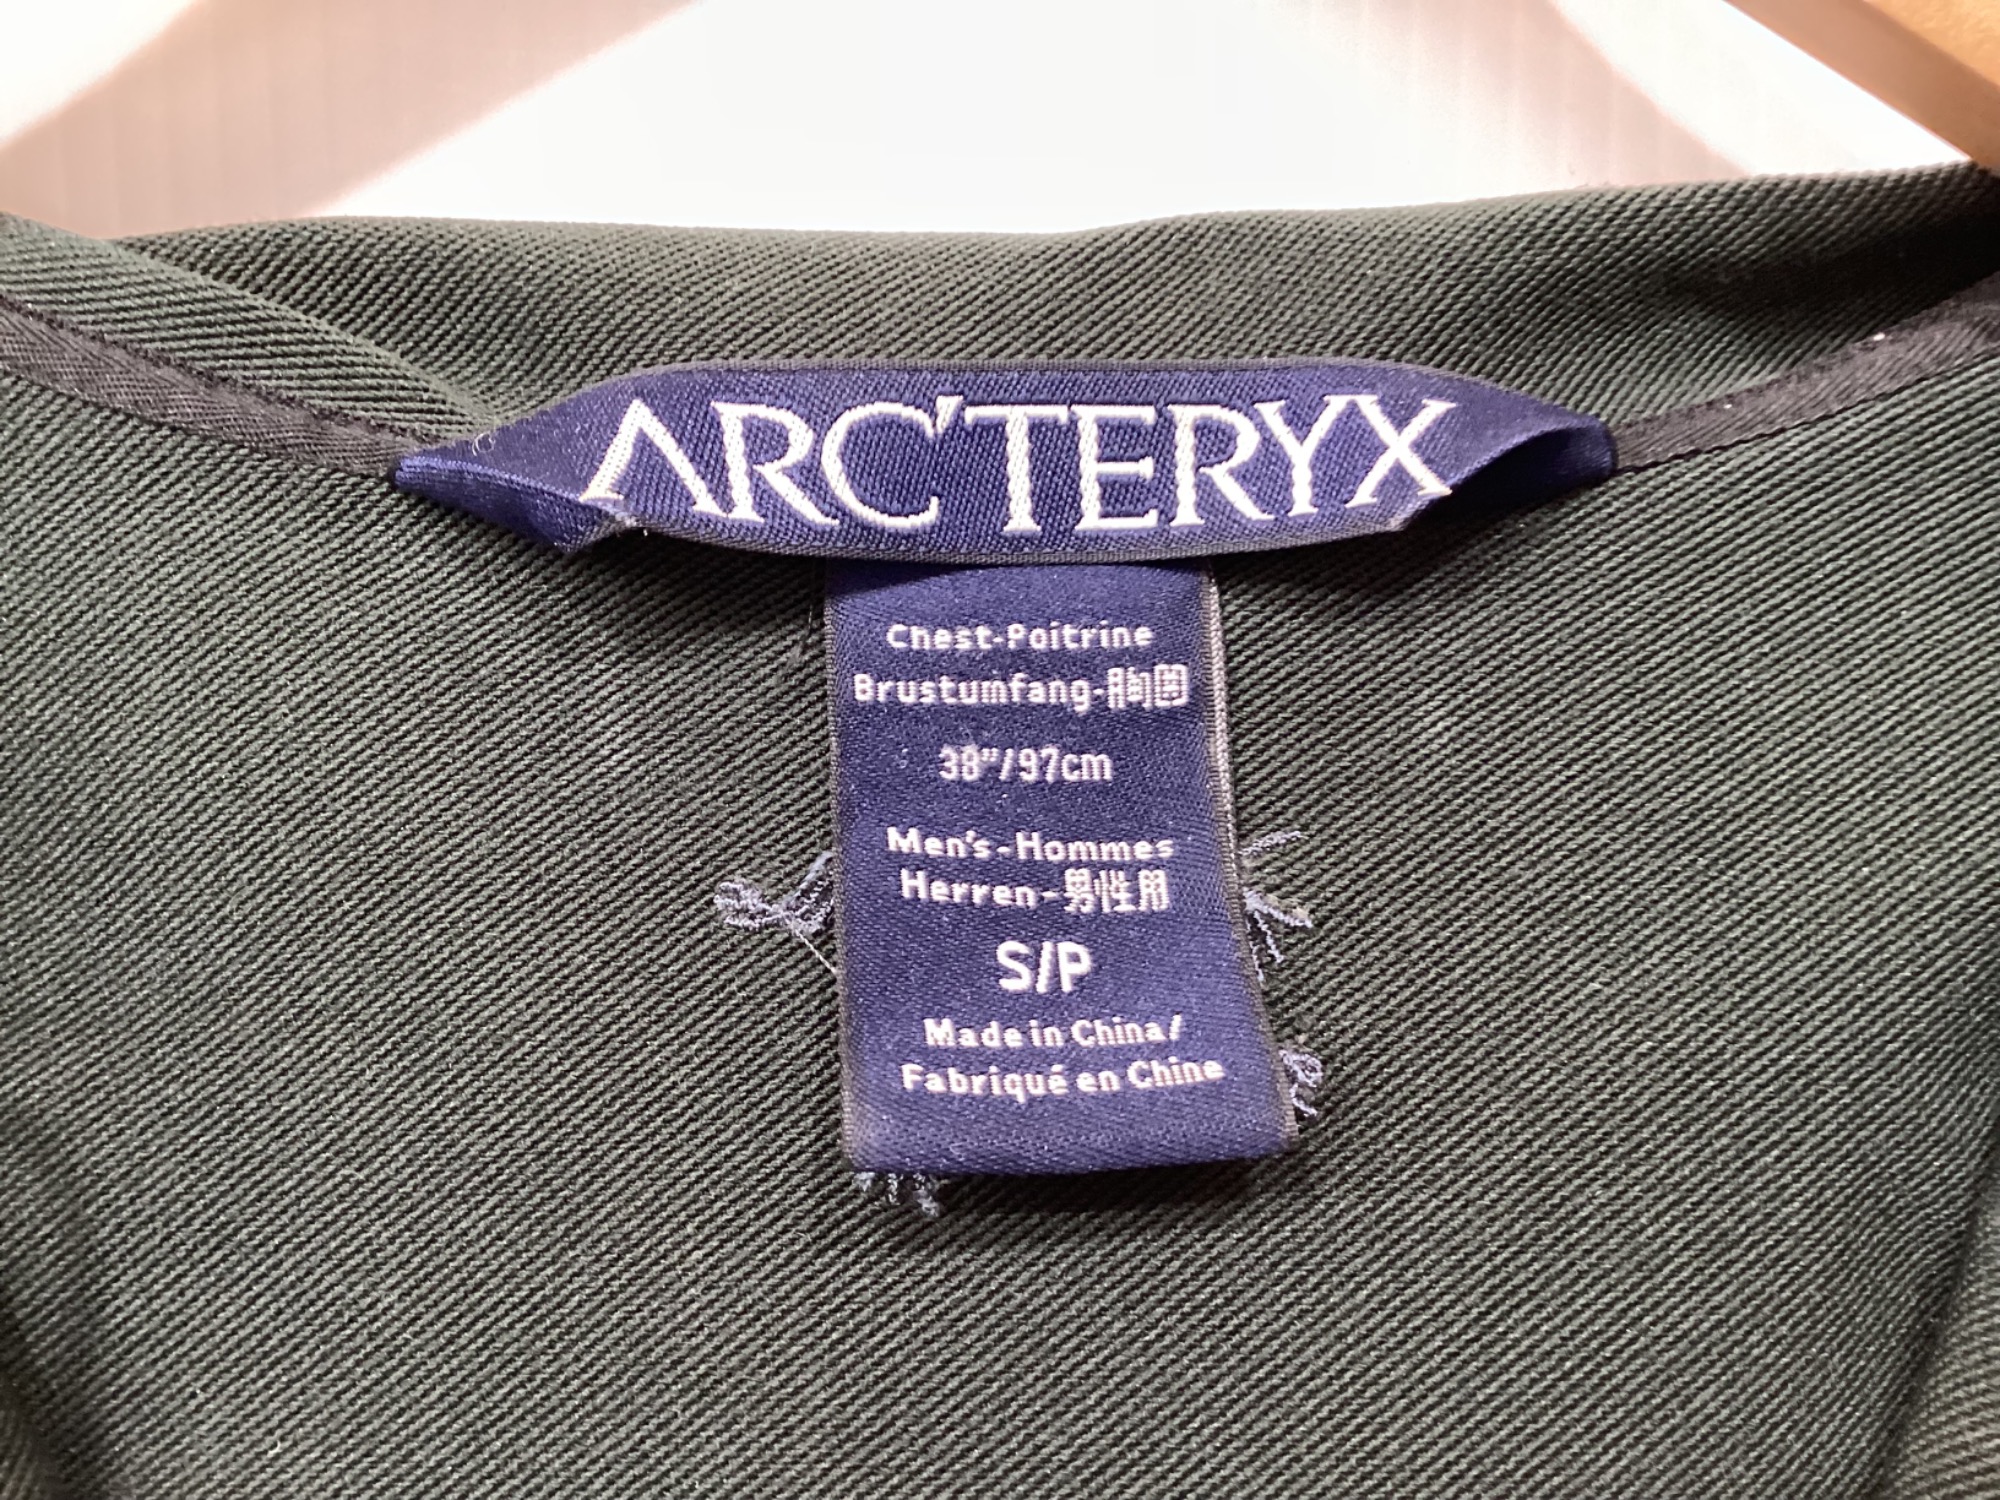 ARC'TERYX
Chest-Poitrine
Brustumfang-胸囲
38"/97cm
Men's-Hommes
Herren-男性用
S/P
Made in China/
Fabriqué en Chine